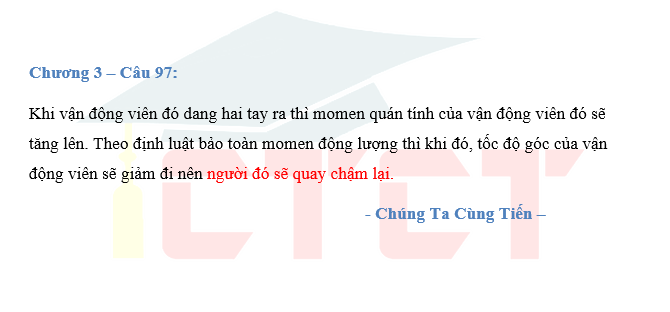 Chương 3 – Câu 97:
Khi vận động viên đó dang hai tay ra thì momen quán tính của vận động viên đó sẽ
tăng lên. Theo định luật bảo toàn momen động lượng thì khi đó, tốc độ góc của vận
động viên sẽ giảm đi nên người đó sẽ quay chậm lại.
- Chúng Ta Cùng Tiến –
CTCT